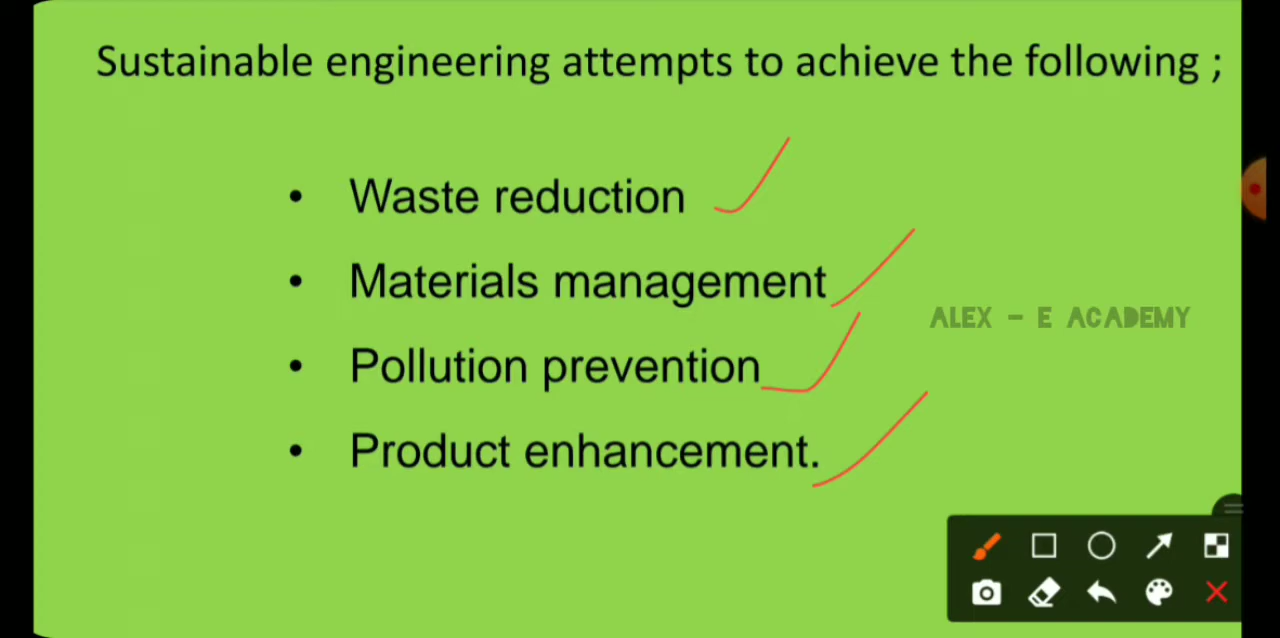 Sustainable engineering attempts to achieve the following ;
• Waste reduction
• Materials management
• Pollution prevention
• Product enhancement.
ALEX - E ACADEMY